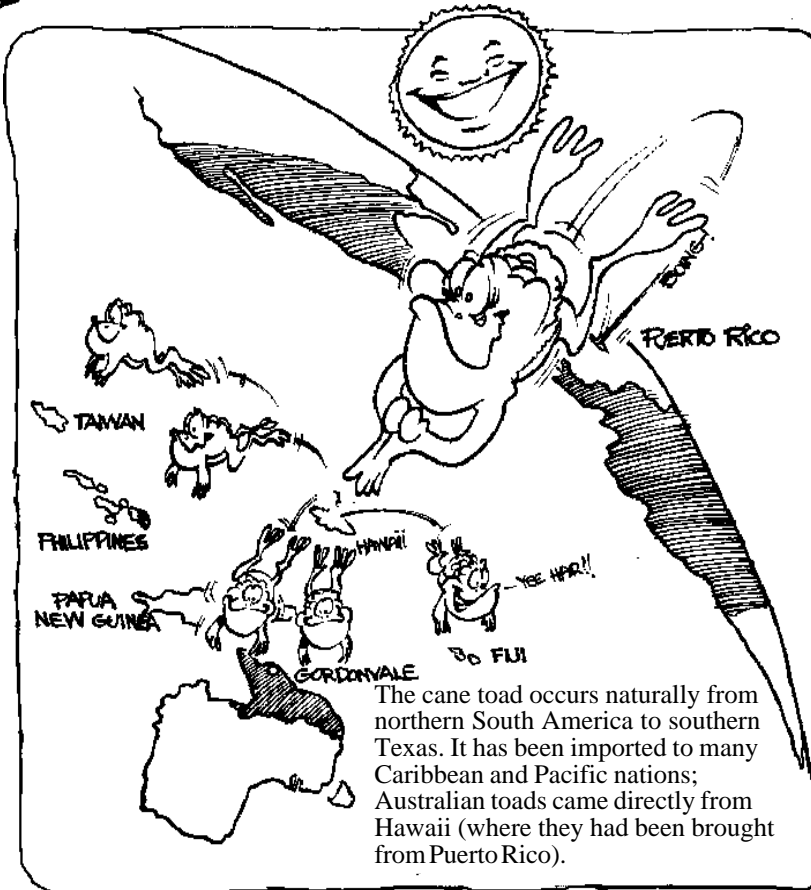 BOING!
PUERTO RICO
TAIWAN
PHILIPPINES
HAWAII
YEE HAR!!
PAPUA
NEW GUINEA
FIJI
GORDONVALE
The cane toad occurs naturally from
northern South America to southern
Texas. It has been imported to many
Caribbean and Pacific nations;
Australian toads came directly from
Hawaii (where they had been brought
from Puerto Rico).